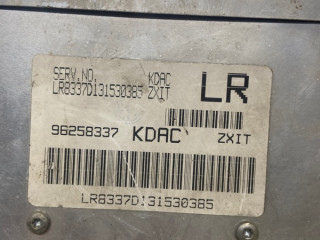 SERV.NO. KDAC LR
LR8337D131530385 ZXIT
96258337 KDAC ZXIT
LR8337D131530385